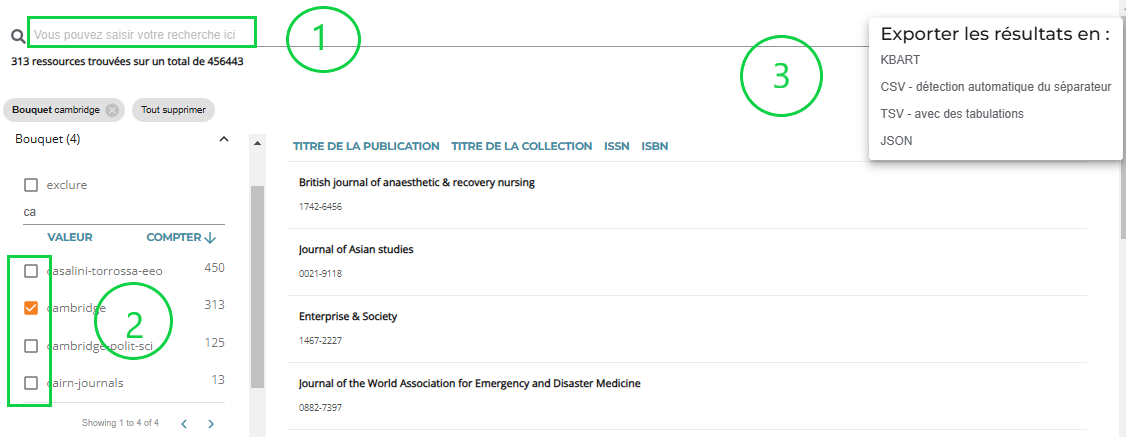 Vous pouvez saisir votre recherche ici
1
313 ressources trouvées sur un total de 456443
3
Exporter les résultats en :
KBART
CSV - détection automatique du séparateur
TSV - avec des tabulations
JSON
Bouquet cambridge
Tout supprimer
Bouquet (4)
exclure
ca
VALEUR COMPTER
casalini-torrossa-eeo 450
cambridge 313
2
cambridge-polit-sci 125
cairn-journals 13
Showing 1 to 4 of 4
TITRE DE LA PUBLICATION TITRE DE LA COLLECTION ISSN ISBN
British journal of anaesthetic & recovery nursing
1742-6456
Journal of Asian studies
0021-9118
Enterprise & Society
1467-2227
Journal of the World Association for Emergency and Disaster Medicine
0882-7397